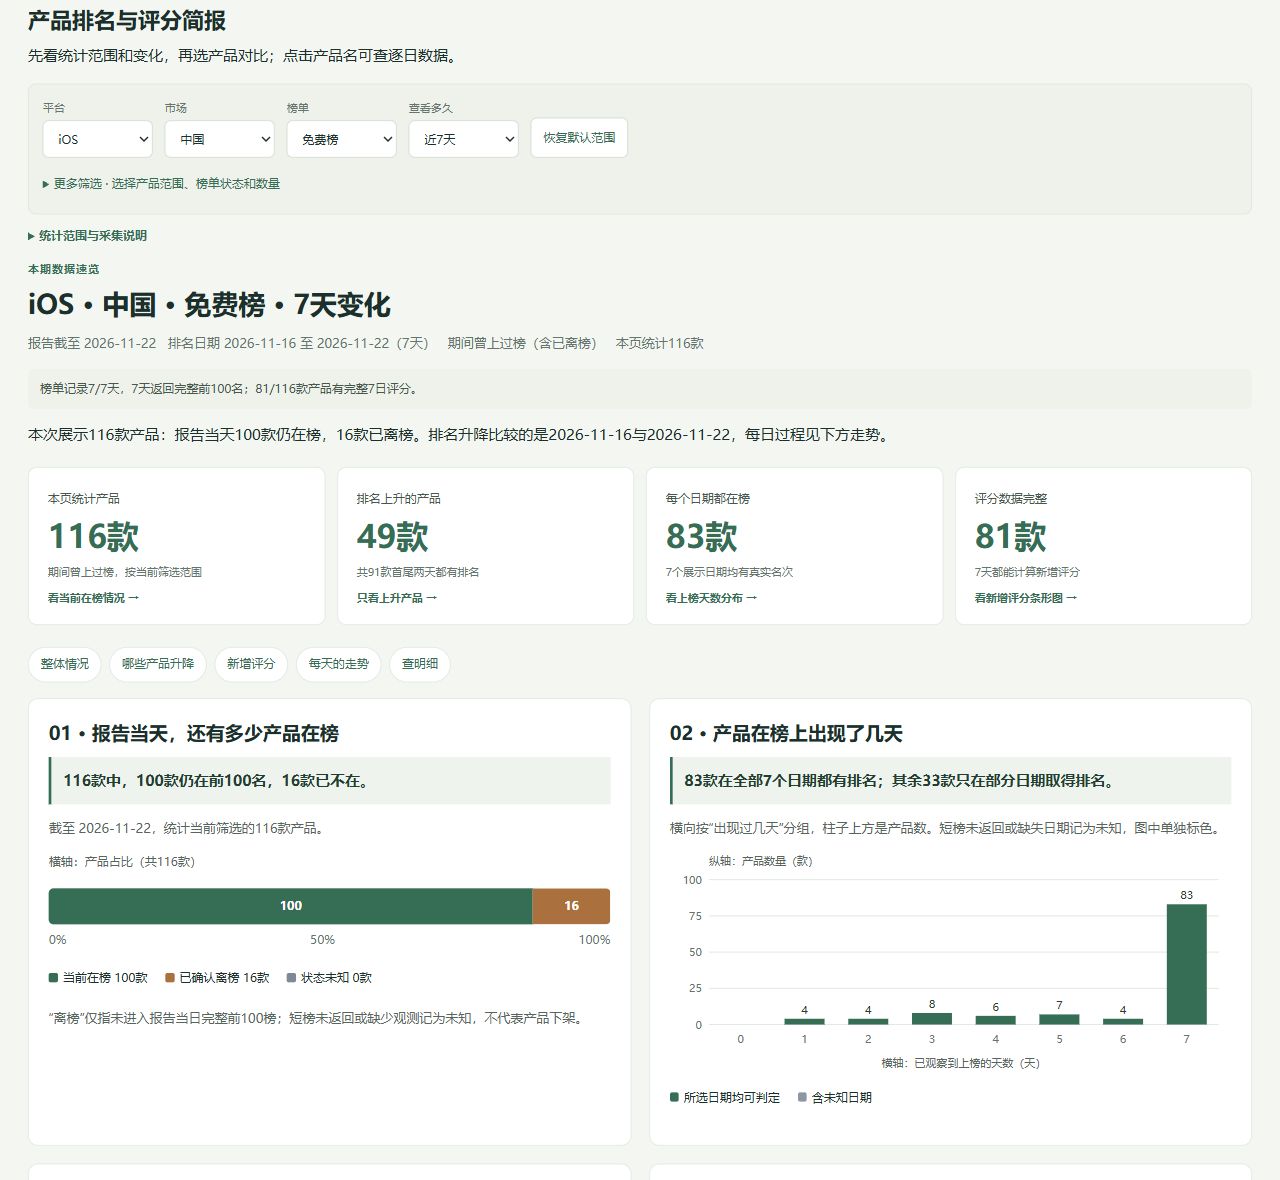 产品排名与评分简报
先看统计范围和变化，再选产品对比；点击产品名可查逐日数据。
平台 市场 榜单 查看多久
iOS 中国 免费榜 近7天 恢复默认范围
▶ 更多筛选 · 选择产品范围、榜单状态和数量
▶ 统计范围与采集说明
本期数据速览
iOS • 中国 • 免费榜 • 7天变化
报告截至 2026-11-22 排名日期 2026-11-16 至 2026-11-22（7天） 期间曾上过榜（含已离榜） 本页统计116款
榜单记录7/7天，7天返回完整前100名；81/116款产品有完整7日评分。
本次展示116款产品：报告当天100款仍在榜，16款已离榜。排名升降比较的是2026-11-16与2026-11-22，每日过程见下方走势。
本页统计产品
116款
期间曾上过榜，按当前筛选范围
看当前在榜情况 →
排名上升的产品
49款
共91款首尾两天都有排名
只看上升产品 →
每个日期都在榜
83款
7个展示日期均有真实名次
看上榜天数分布 →
评分数据完整
81款
7天都能计算新增评分
看新增评分条形图 →
整体情况 哪些产品升降 新增评分 每天的走势 查明细
01 • 报告当天，还有多少产品在榜
116款中，100款仍在前100名，16款已不在。
截至 2026-11-22，统计当前筛选的116款产品。
横轴：产品占比（共116款）
100 16
0% 50% 100%
当前在榜 100款 已确认离榜 16款 状态未知 0款
“离榜”仅指未进入报告当日完整前100榜；短榜未返回或缺少观测记为未知，不代表产品下架。
02 • 产品在榜上出现了几天
83款在全部7个日期都有排名；其余33款只在部分日期取得排名。
横向按“出现过几天”分组，柱子上方是产品数。短榜未返回或缺失日期记为未知，图中单独标色。
纵轴：产品数量（款）
100
75
50
25
0
4 4 8 6 7 4 83
0 1 2 3 4 5 6 7
横轴：已观察到上榜的天数（天）
所选日期均可判定 含未知日期